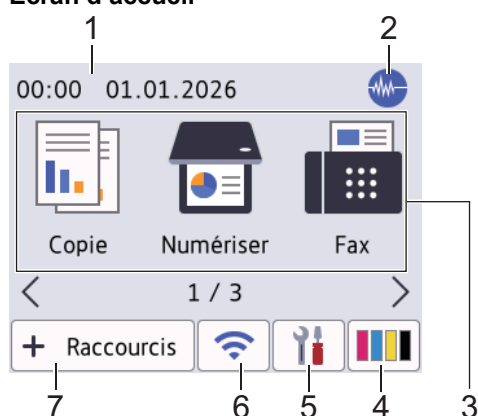 Écran d'accueil
1 2
00:00 01.01.2026
Copie Numériser Fax
1 / 3
+ Raccourcis
7 6 5 4 3